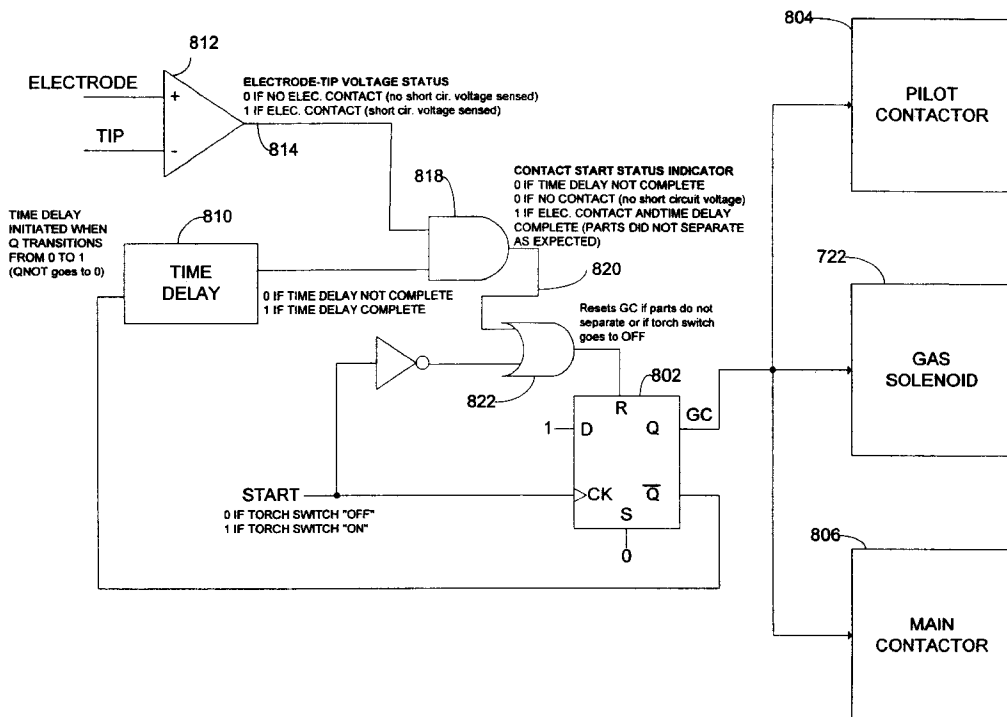 812
ELECTRODE
+
TIP
-
ELECTRODE-TIP VOLTAGE STATUS
0 IF NO ELEC. CONTACT (no short cir. voltage sensed)
1 IF ELEC. CONTACT (short cir. voltage sensed)
814
818
CONTACT START STATUS INDICATOR
0 IF TIME DELAY NOT COMPLETE
0 IF NO CONTACT (no short circuit voltage)
1 IF ELEC. CONTACT ANDTIME DELAY
COMPLETE (PARTS DID NOT SEPARATE
AS EXPECTED)
820
TIME DELAY
INITIATED WHEN
Q TRANSITIONS
FROM 0 TO 1
(QNOT goes to 0)
810
TIME
DELAY
0 IF TIME DELAY NOT COMPLETE
1 IF TIME DELAY COMPLETE
Resets GC if parts do not
separate or if torch switch
goes to OFF
822
802
R
1
D
Q
GC
START
CK
Q
S
0
0 IF TORCH SWITCH "OFF"
1 IF TORCH SWITCH "ON"
804
PILOT
CONTACTOR
722
GAS
SOLENOID
806
MAIN
CONTACTOR